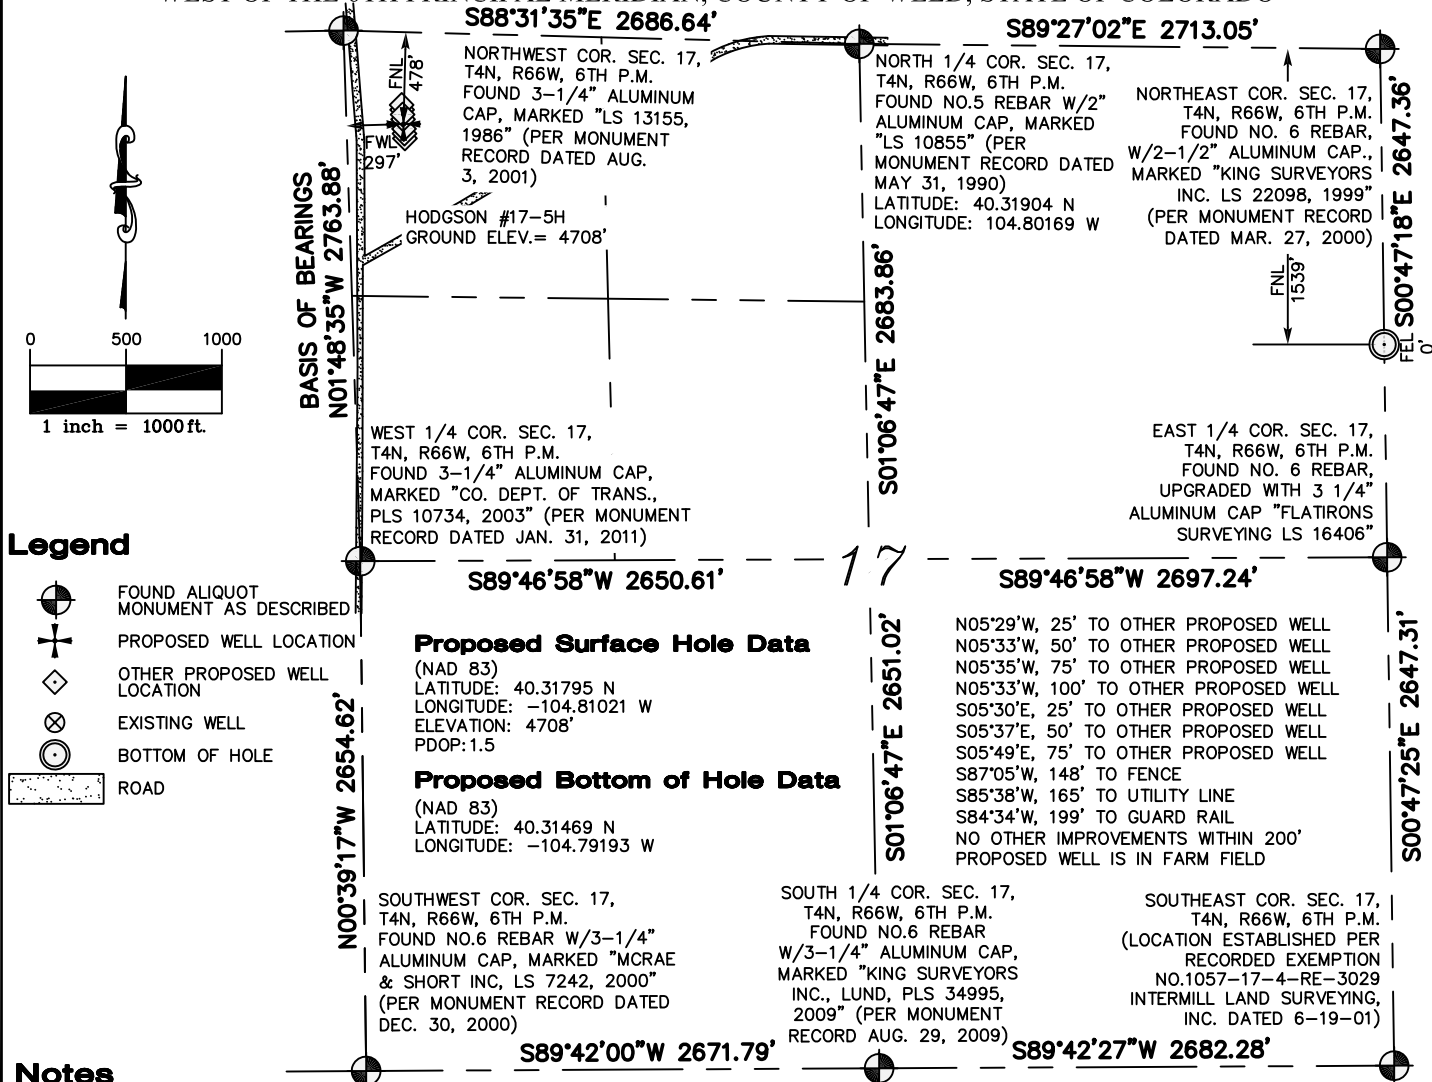 WEST OF THE 6TH PRINCIPAL MERIDIAN, COUNTY OF WELD, STATE OF COLORADO
S88°31'35"E 2686.64'
S89°27'02"E 2713.05'
FNL
478'
FWL
297'
NORTHWEST COR. SEC. 17,
T4N, R66W, 6TH P.M.
FOUND 3-1/4" ALUMINUM
CAP, MARKED "LS 13155,
1986" (PER MONUMENT
RECORD DATED AUG.
3, 2001)
NORTH 1/4 COR. SEC. 17,
T4N, R66W, 6TH P.M.
FOUND NO.5 REBAR W/2"
ALUMINUM CAP, MARKED
"LS 10855" (PER
MONUMENT RECORD DATED
MAY 31, 1990)
LATITUDE: 40.31904 N
LONGITUDE: 104.80169 W
NORTHEAST COR. SEC. 17,
T4N, R66W, 6TH P.M.
FOUND NO. 6 REBAR,
W/2-1/2" ALUMINUM CAP.,
MARKED "KING SURVEYORS
INC. LS 22098, 1999"
(PER MONUMENT RECORD
DATED MAR. 27, 2000)
S00°47'18"E 2647.36'
HODGSON #17-5H
GROUND ELEV.= 4708'
BASIS OF BEARINGS
N01°48'35"W 2763.88'
S01°06'47"E 2683.86'
FNL
1539'
FEL
0'
0 500 1000
1 inch = 1000 ft.
WEST 1/4 COR. SEC. 17,
T4N, R66W, 6TH P.M.
FOUND 3-1/4" ALUMINUM CAP,
MARKED "CO. DEPT. OF TRANS.,
PLS 10734, 2003" (PER MONUMENT
RECORD DATED JAN. 31, 2011)
EAST 1/4 COR. SEC. 17,
T4N, R66W, 6TH P.M.
FOUND NO. 6 REBAR,
UPGRADED WITH 3 1/4"
ALUMINUM CAP "FLATIRONS
SURVEYING LS 16406"
17
S89°46'58"W 2650.61'
S89°46'58"W 2697.24'
Legend
FOUND ALIQUOT
MONUMENT AS DESCRIBED
PROPOSED WELL LOCATION
OTHER PROPOSED WELL
LOCATION
EXISTING WELL
BOTTOM OF HOLE
ROAD
N00°39'17"W 2654.62'
Proposed Surface Hole Data
(NAD 83)
LATITUDE: 40.31795 N
LONGITUDE: -104.81021 W
ELEVATION: 4708'
PDOP:1.5
Proposed Bottom of Hole Data
(NAD 83)
LATITUDE: 40.31469 N
LONGITUDE: -104.79193 W
S01°06'47"E 2651.02'
N05°29'W, 25' TO OTHER PROPOSED WELL
N05°33'W, 50' TO OTHER PROPOSED WELL
N05°35'W, 75' TO OTHER PROPOSED WELL
N05°33'W, 100' TO OTHER PROPOSED WELL
S05°30'E, 25' TO OTHER PROPOSED WELL
S05°37'E, 50' TO OTHER PROPOSED WELL
S05°49'E, 75' TO OTHER PROPOSED WELL
S87°05'W, 148' TO FENCE
S85°38'W, 165' TO UTILITY LINE
S84°34'W, 199' TO GUARD RAIL
NO OTHER IMPROVEMENTS WITHIN 200'
PROPOSED WELL IS IN FARM FIELD
S00°47'25"E 2647.31'
SOUTHWEST COR. SEC. 17,
T4N, R66W, 6TH P.M.
FOUND NO.6 REBAR W/3-1/4"
ALUMINUM CAP, MARKED "MCRAE
& SHORT INC, LS 7242, 2000"
(PER MONUMENT RECORD DATED
DEC. 30, 2000)
SOUTH 1/4 COR. SEC. 17,
T4N, R66W, 6TH P.M.
FOUND NO.6 REBAR
W/3-1/4" ALUMINUM CAP,
MARKED "KING SURVEYORS
INC., LUND, PLS 34995,
2009" (PER MONUMENT
RECORD AUG. 29, 2009)
SOUTHEAST COR. SEC. 17,
T4N, R66W, 6TH P.M.
(LOCATION ESTABLISHED PER
RECORDED EXEMPTION
NO.1057-17-4-RE-3029
INTERMILL LAND SURVEYING,
INC. DATED 6-19-01)
S89°42'00"W 2671.79'
S89°42'27"W 2682.28'
Notes